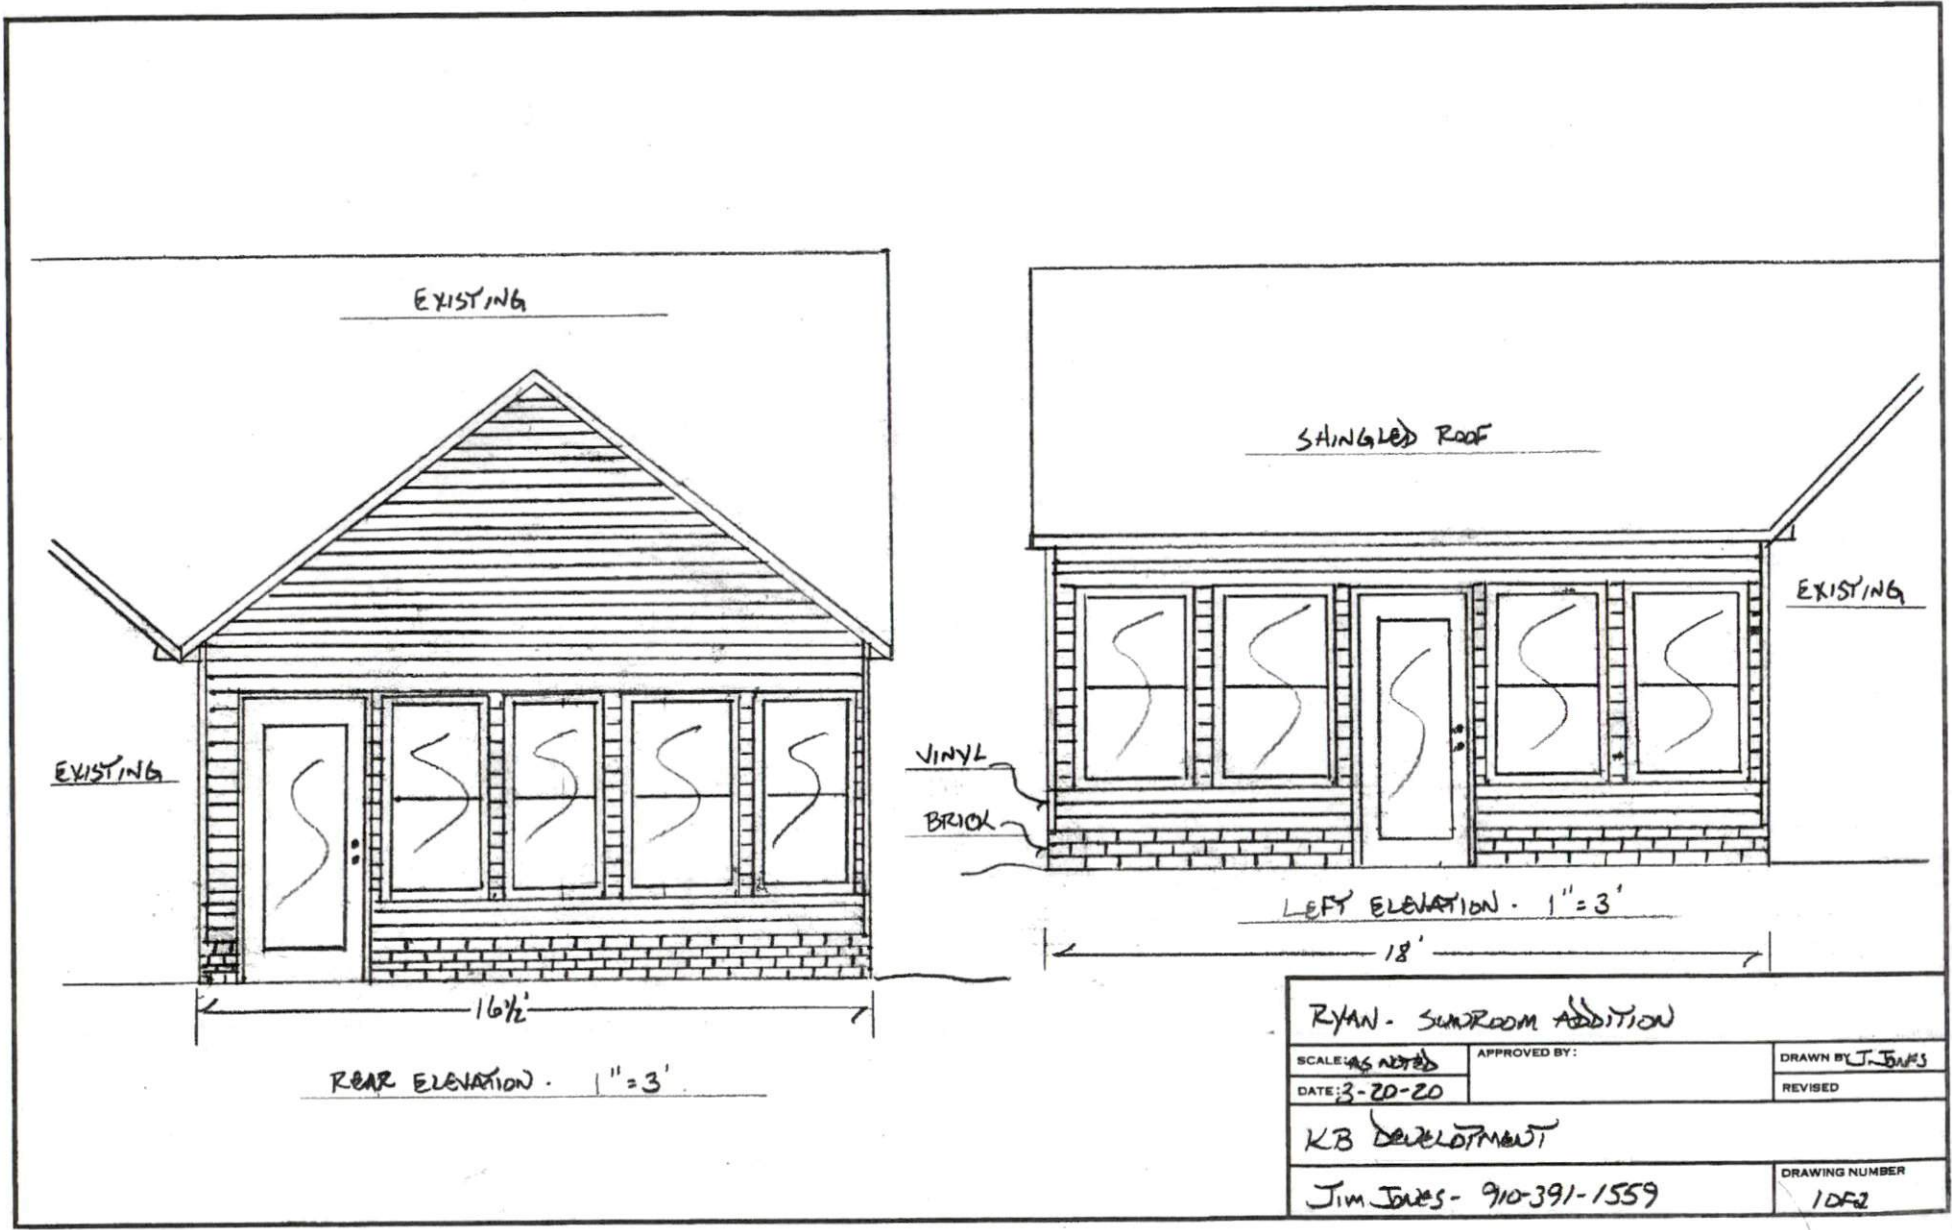 EXISTING
EXISTING
16½'
REAR ELEVATION. 1"=3'
SHINGLED ROOF
EXISTING
VINYL
BRICK
LEFT ELEVATION. 1"=3'
18'
RYAN- SUNROOM ADDITION
SCALE: AS NOTED
APPROVED BY:
DRAWN BY J. JONES
DATE: 3-20-20
REVISED
KB DEVELOPMENT
JIM JONES- 910-391-1559
DRAWING NUMBER
1 OF 2